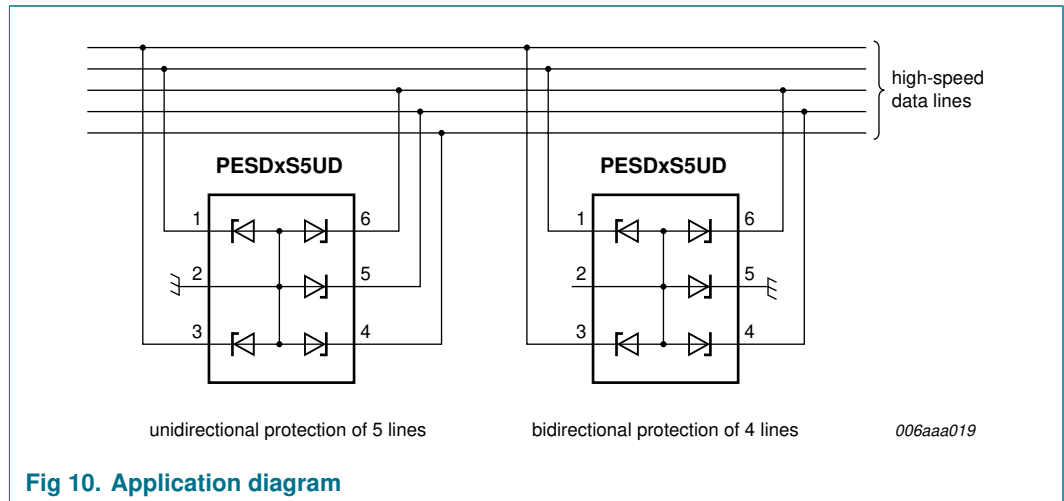 high-speed
data lines
PESDxS5UD
PESDxS5UD
1
6
2
5
3
4
1
6
2
5
3
4
unidirectional protection of 5 lines
bidirectional protection of 4 lines
006aaa019
Fig 10. Application diagram